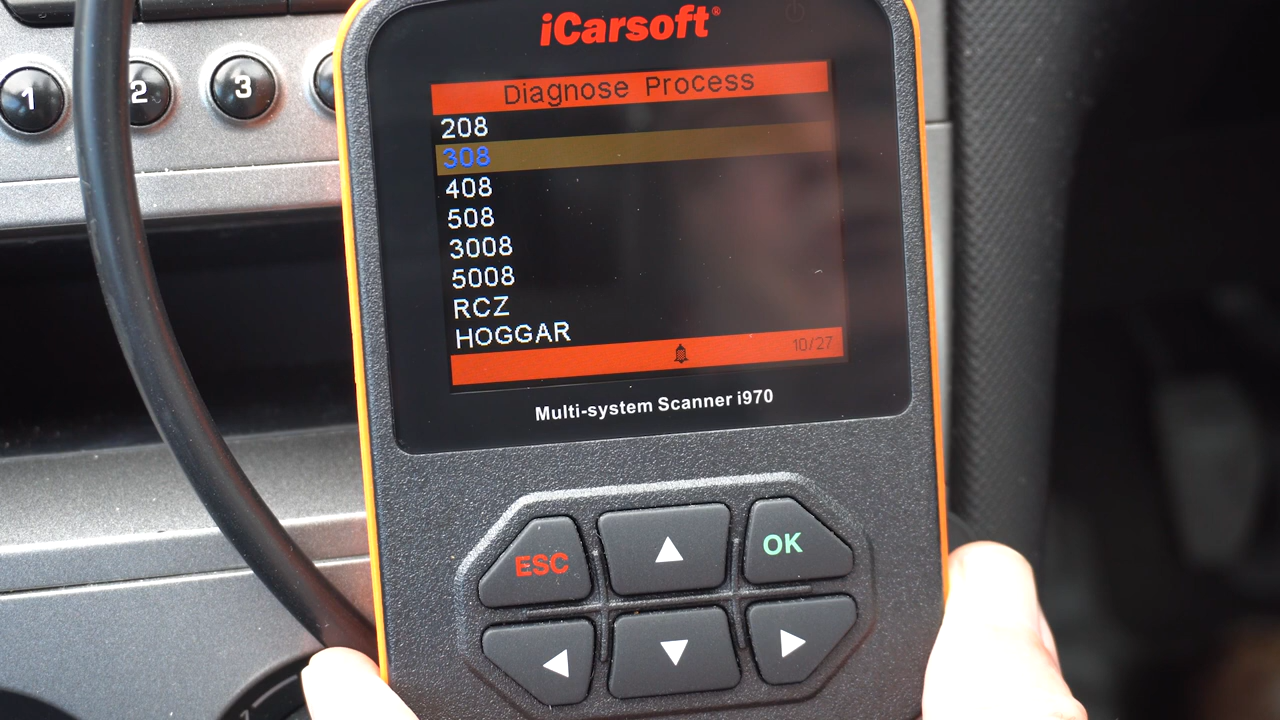 iCarsoft®
1
2
3
Diagnose Process
208
308
408
508
3008
5008
RCZ
HOGGAR
10/27
Multi-system Scanner i970
ESC
OK